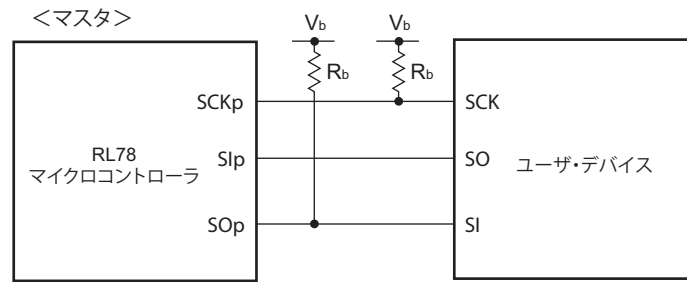 ＜マスタ＞
Vb Vb
Rb Rb
SCKp SCK
RL78
マイクロコントローラ
SIp SO
ユーザ・デバイス
SOp SI